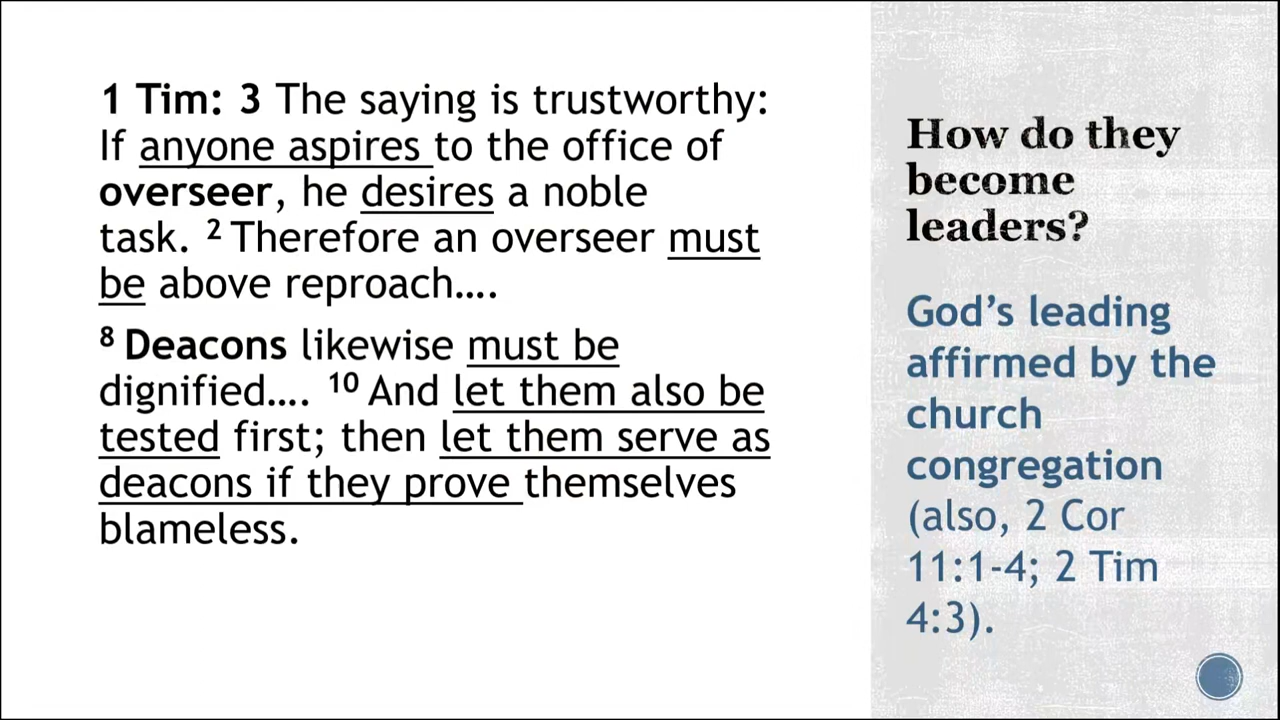 1 Tim: 3 The saying is trustworthy:
If anyone aspires to the office of
overseer, he desires a noble
task. ² Therefore an overseer must
be above reproach….
⁸ Deacons likewise must be
dignified…. ¹⁰ And let them also be
tested first; then let them serve as
deacons if they prove themselves
blameless.
How do they
become
leaders?
God’s leading
affirmed by the
church
congregation
(also, 2 Cor
11:1-4; 2 Tim
4:3).